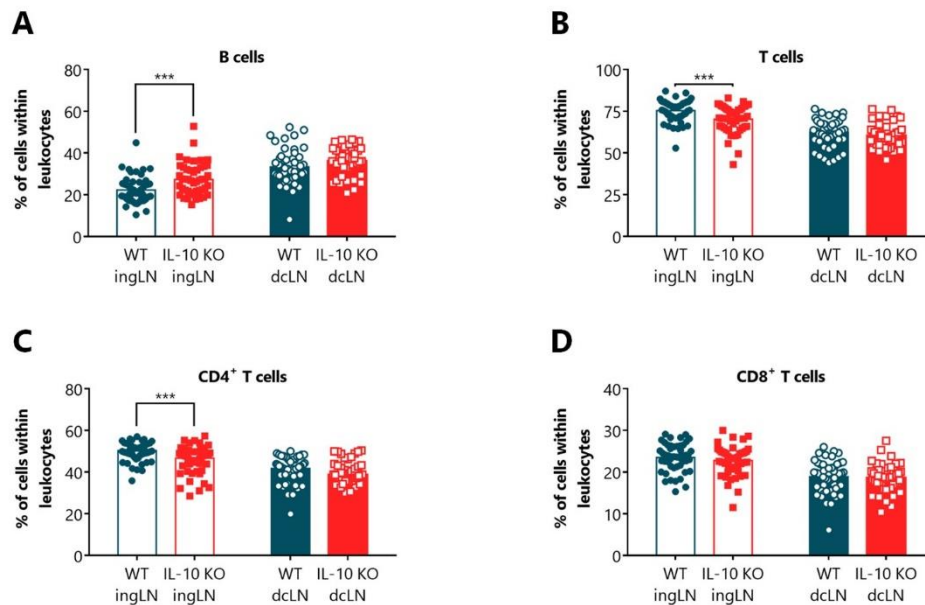 A
B cells
% of cells within
leukocytes
80
60
40
20
0
***
WT IL-10 KO WT IL-10 KO
ingLN ingLN dcLN dcLN
B
T cells
% of cells within
leukocytes
100
75
50
25
0
***
WT IL-10 KO WT IL-10 KO
ingLN ingLN dcLN dcLN
C
CD4⁺ T cells
% of cells within
leukocytes
80
60
40
20
0
***
WT IL-10 KO WT IL-10 KO
ingLN ingLN dcLN dcLN
D
CD8⁺ T cells
% of cells within
leukocytes
40
30
20
10
0
WT IL-10 KO WT IL-10 KO
ingLN ingLN dcLN dcLN